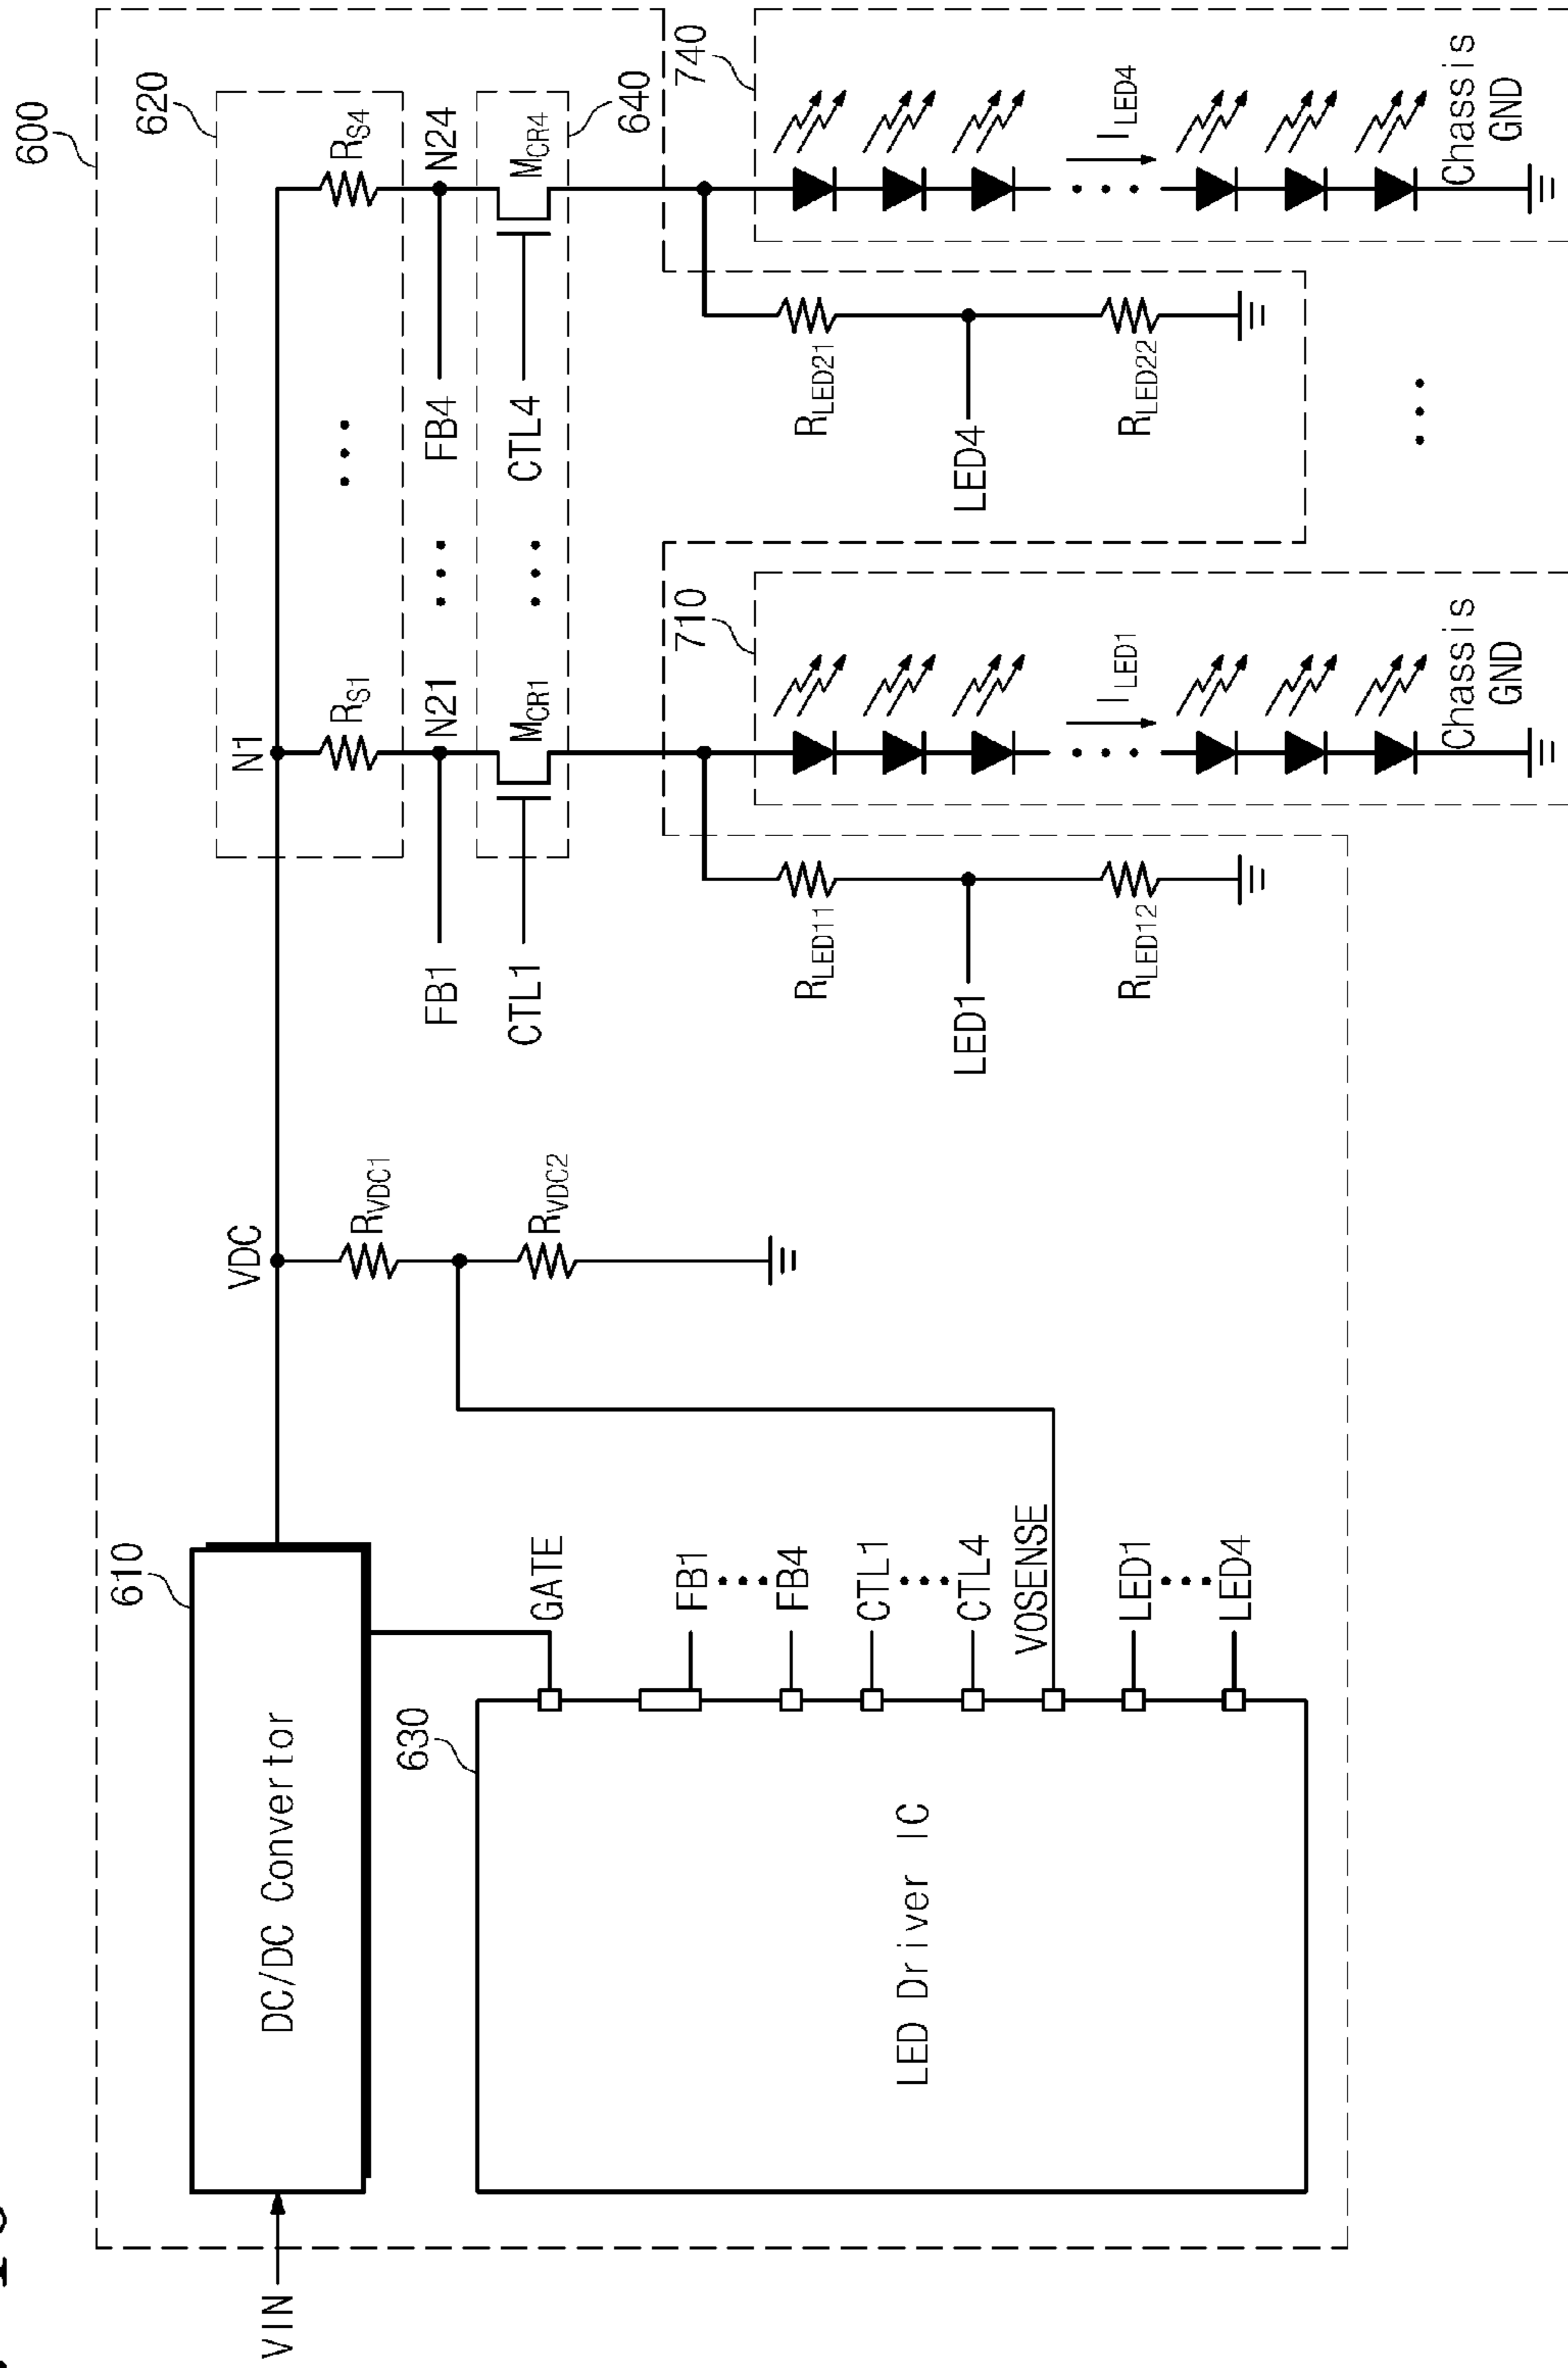 600
620
RS4
N24
MCR4
640
740
ILED4
Chassis
GND
FB4
CTL4
RLED21
LED4
RLED22
N1
RS1
N21
MCR1
710
ILED1
Chassis
GND
FB1
CTL1
RLED11
LED1
RLED12
VDC
RVDC1
RVDC2
610
DC/DC Convertor
VIN
630
LED Driver IC
GATE
FB1
FB4
CTL1
CTL4
VOSENSE
LED1
LED4